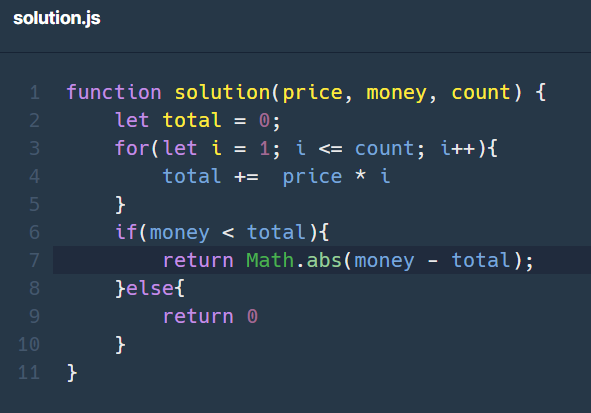 solution.js
1 function solution(price, money, count) {
2     let total = 0;
3     for(let i = 1; i <= count; i++){
4         total +=  price * i
5     }
6     if(money < total){
7         return Math.abs(money - total);
8     }else{
9         return 0
10     }
11 }